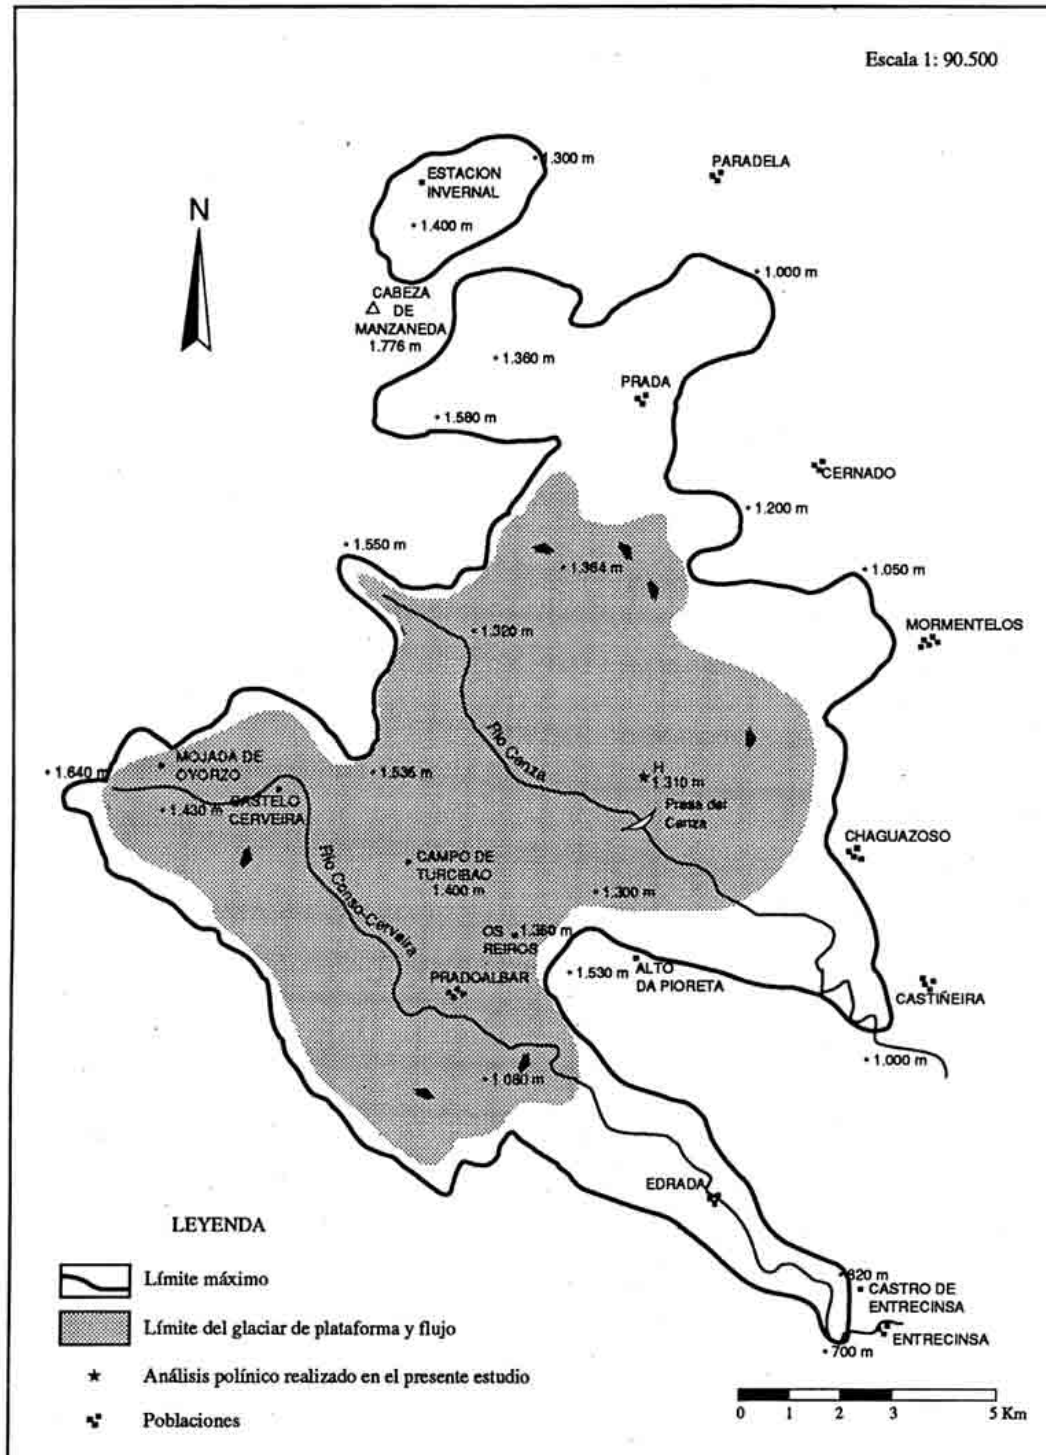 Escala 1: 90.500
1.300 m
PARADELA
ESTACION
INVERNAL
N
1.400 m
1.000 m
CABEZA
DE
MANZANEDA
1.776 m
1.360 m
PRADA
1.580 m
CERNADO
1.200 m
1.550 m
1.364 m
1.050 m
MORMENTELOS
1.320 m
Río Cenza
MOJADA DE
OYORZO
1.640 m
1.536 m
H
1.310 m
CASTELO
CERVEIRA
1.430 m
Presa del
Cenza
CHAGUAZOSO
Río Conso-Cerveira
CAMPO DE
TURCIBAO
1.400 m
1.300 m
OS
REIROS
1.360 m
ALTO
DA PIORETA
1.530 m
PRADOALBAR
CASTIÑEIRA
1.000 m
1.080 m
EDRADA
LEYENDA
Límite máximo
820 m
CASTRO DE
ENTRECINSA
Límite del glaciar de plataforma y flujo
ENTRECINSA
700 m
Análisis polínico realizado en el presente estudio
Poblaciones
0 1 2 3 5 Km